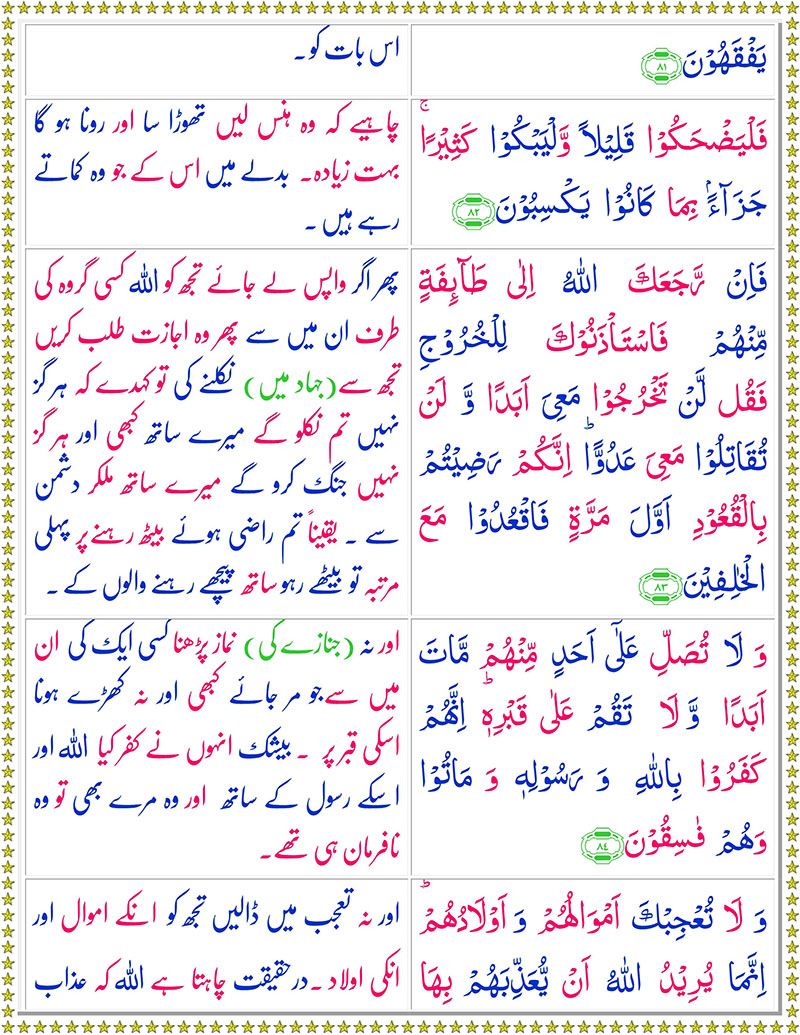 يَفْقَهُوْنَ ﴿۸۱﴾
اس بات کو۔
فَلْيَضْحَكُوْا قَلِيْلًا وَّلْيَبْكُوْا كَثِيْرًا ۚ
جَزَآءًۢ بِمَا كَانُوْا يَكْسِبُوْنَ ﴿۸۲﴾
چاہیے کہ وہ ہنس لیں تھوڑا سا اور رونا ہو گا
بہت زیادہ۔ بدلے میں اس کے جو وہ کماتے
رہے ہیں ۔
فَاِنْ رَّجَعَكَ اللّٰهُ اِلٰى طَآىِٕفَةٍ
مِّنْهُمْ فَاسْتَاْذَنُوْكَ لِلْخُرُوْجِ
فَقُل لَّنْ تَخْرُجُوْا مَعِىَ اَبَدًا وَّ لَنْ
تُقَاتِلُوْا مَعِىَ عَدُوًّا ؕ اِنَّكُمْ رَضِيْتُمْ
بِالْقُعُوْدِ اَوَّلَ مَرَّةٍ فَاقْعُدُوْا مَعَ
الْخٰلِفِيْنَ ﴿۸۳﴾
پھر اگر واپس لے جائے تجھ کو اللہ کسی گروہ کی
طرف ان میں سے پھر وہ اجازت طلب کریں
تجھ سے (جہاد میں) نکلنے کی تو کہدے کہ ہرگز
نہیں تم نکلو گے میرے ساتھ کبھی اور ہرگز
نہیں جنگ کرو گے میرے ساتھ ملکر دشمن
سے ۔ یقیناً تم راضی ہوئے بیٹھ رہنے پر پہلی
مرتبہ تو بیٹھے رہو ساتھ پیچھے رہنے والوں کے ۔
وَ لَا تُصَلِّ عَلٰٓى اَحَدٍ مِّنْهُمْ مَّاتَ
اَبَدًا وَّ لَا تَقُمْ عَلٰى قَبْرِهٖ ؕ اِنَّهُمْ
كَفَرُوْا بِاللّٰهِ وَ رَسُوْلِهٖ وَ مَاتُوْا
وَهُمْ فٰسِقُوْنَ ﴿۸۴﴾
اور نہ (جنازے کی) نماز پڑھنا کسی ایک کی ان
میں سے جو مر جائے کبھی اور نہ کھڑے ہونا
اسکی قبر پر ۔ بیشک انہوں نے کفر کیا اللہ اور
اسکے رسول کے ساتھ اور وہ مرے بھی تو وہ
نافرمان ہی تھے۔
وَ لَا تُعْجِبْكَ اَمْوَالُهُمْ وَ اَوْلَادُهُمْ ؕ
اِنَّمَا يُرِيْدُ اللّٰهُ اَنْ يُّعَذِّبَهُمْ بِهَا
اور نہ تعجب میں ڈالیں تجھ کو انکے اموال اور
انکی اولاد ۔ درحقیقت چاہتا ہے اللہ کہ عذاب